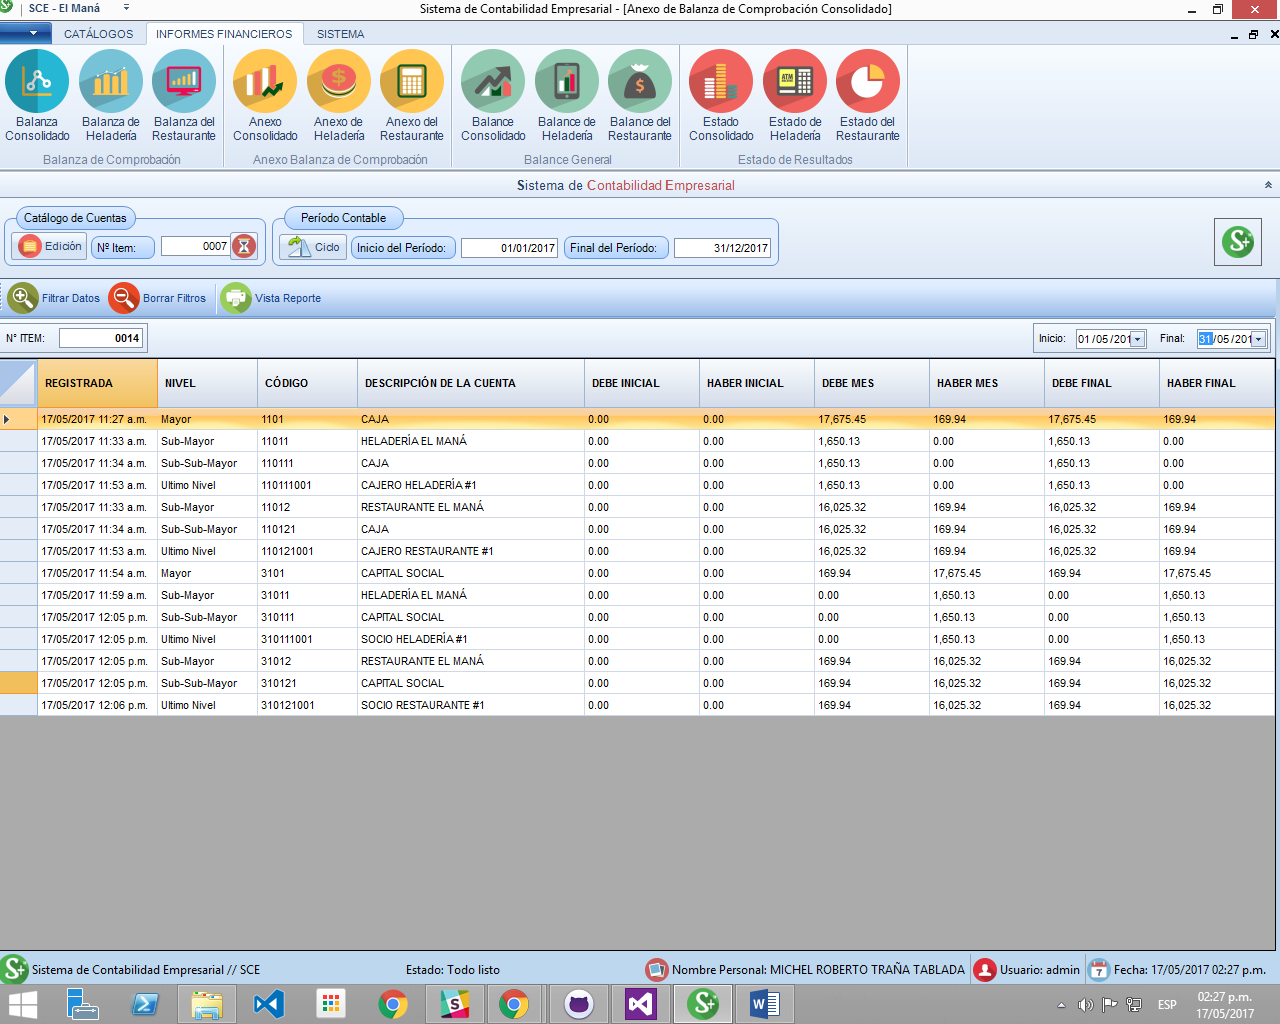 SCE - El Maná
Sistema de Contabilidad Empresarial - [Anexo de Balanza de Comprobación Consolidado]
CATÁLOGOS INFORMES FINANCIEROS SISTEMA
Balanza Consolidado
Balanza de Heladería
Balanza del Restaurante
Balanza de Comprobación
Anexo Consolidado
Anexo de Heladería
Anexo del Restaurante
Anexo Balanza de Comprobación
Balance Consolidado
Balance de Heladería
Balance del Restaurante
Balance General
Estado Consolidado
ATM
Estado de Heladería
Estado del Restaurante
Estado de Resultados
Sistema de Contabilidad Empresarial
Catálogo de Cuentas
Edición Nº Item: 0007
Período Contable
Ciclo Inicio del Período: 01/01/2017 Final del Período: 31/12/2017
S+
Filtrar Datos Borrar Filtros Vista Reporte
N° ITEM: 0014
Inicio: 01/05/201 Final: 31/05/201
REGISTRADA NIVEL CÓDIGO DESCRIPCIÓN DE LA CUENTA DEBE INICIAL HABER INICIAL DEBE MES HABER MES DEBE FINAL HABER FINAL
17/05/2017 11:27 a.m. Mayor 1101 CAJA 0.00 0.00 17,675.45 169.94 17,675.45 169.94
17/05/2017 11:33 a.m. Sub-Mayor 11011 HELADERÍA EL MANÁ 0.00 0.00 1,650.13 0.00 1,650.13 0.00
17/05/2017 11:34 a.m. Sub-Sub-Mayor 110111 CAJA 0.00 0.00 1,650.13 0.00 1,650.13 0.00
17/05/2017 11:53 a.m. Ultimo Nivel 110111001 CAJERO HELADERÍA #1 0.00 0.00 1,650.13 0.00 1,650.13 0.00
17/05/2017 11:33 a.m. Sub-Mayor 11012 RESTAURANTE EL MANÁ 0.00 0.00 16,025.32 169.94 16,025.32 169.94
17/05/2017 11:34 a.m. Sub-Sub-Mayor 110121 CAJA 0.00 0.00 16,025.32 169.94 16,025.32 169.94
17/05/2017 11:53 a.m. Ultimo Nivel 110121001 CAJERO RESTAURANTE #1 0.00 0.00 16,025.32 169.94 16,025.32 169.94
17/05/2017 11:54 a.m. Mayor 3101 CAPITAL SOCIAL 0.00 0.00 169.94 17,675.45 169.94 17,675.45
17/05/2017 11:59 a.m. Sub-Mayor 31011 HELADERÍA EL MANÁ 0.00 0.00 0.00 1,650.13 0.00 1,650.13
17/05/2017 12:05 p.m. Sub-Sub-Mayor 310111 CAPITAL SOCIAL 0.00 0.00 0.00 1,650.13 0.00 1,650.13
17/05/2017 12:05 p.m. Ultimo Nivel 310111001 SOCIO HELADERÍA #1 0.00 0.00 0.00 1,650.13 0.00 1,650.13
17/05/2017 12:05 p.m. Sub-Mayor 31012 RESTAURANTE EL MANÁ 0.00 0.00 169.94 16,025.32 169.94 16,025.32
17/05/2017 12:05 p.m. Sub-Sub-Mayor 310121 CAPITAL SOCIAL 0.00 0.00 169.94 16,025.32 169.94 16,025.32
17/05/2017 12:06 p.m. Ultimo Nivel 310121001 SOCIO RESTAURANTE #1 0.00 0.00 169.94 16,025.32 169.94 16,025.32
S+ Sistema de Contabilidad Empresarial // SCE Estado: Todo listo Nombre Personal: MICHEL ROBERTO TRAÑA TABLADA Usuario: admin 7 Fecha: 17/05/2017 02:27 p.m.
S S+ ESP 02:27 p.m.
17/05/2017